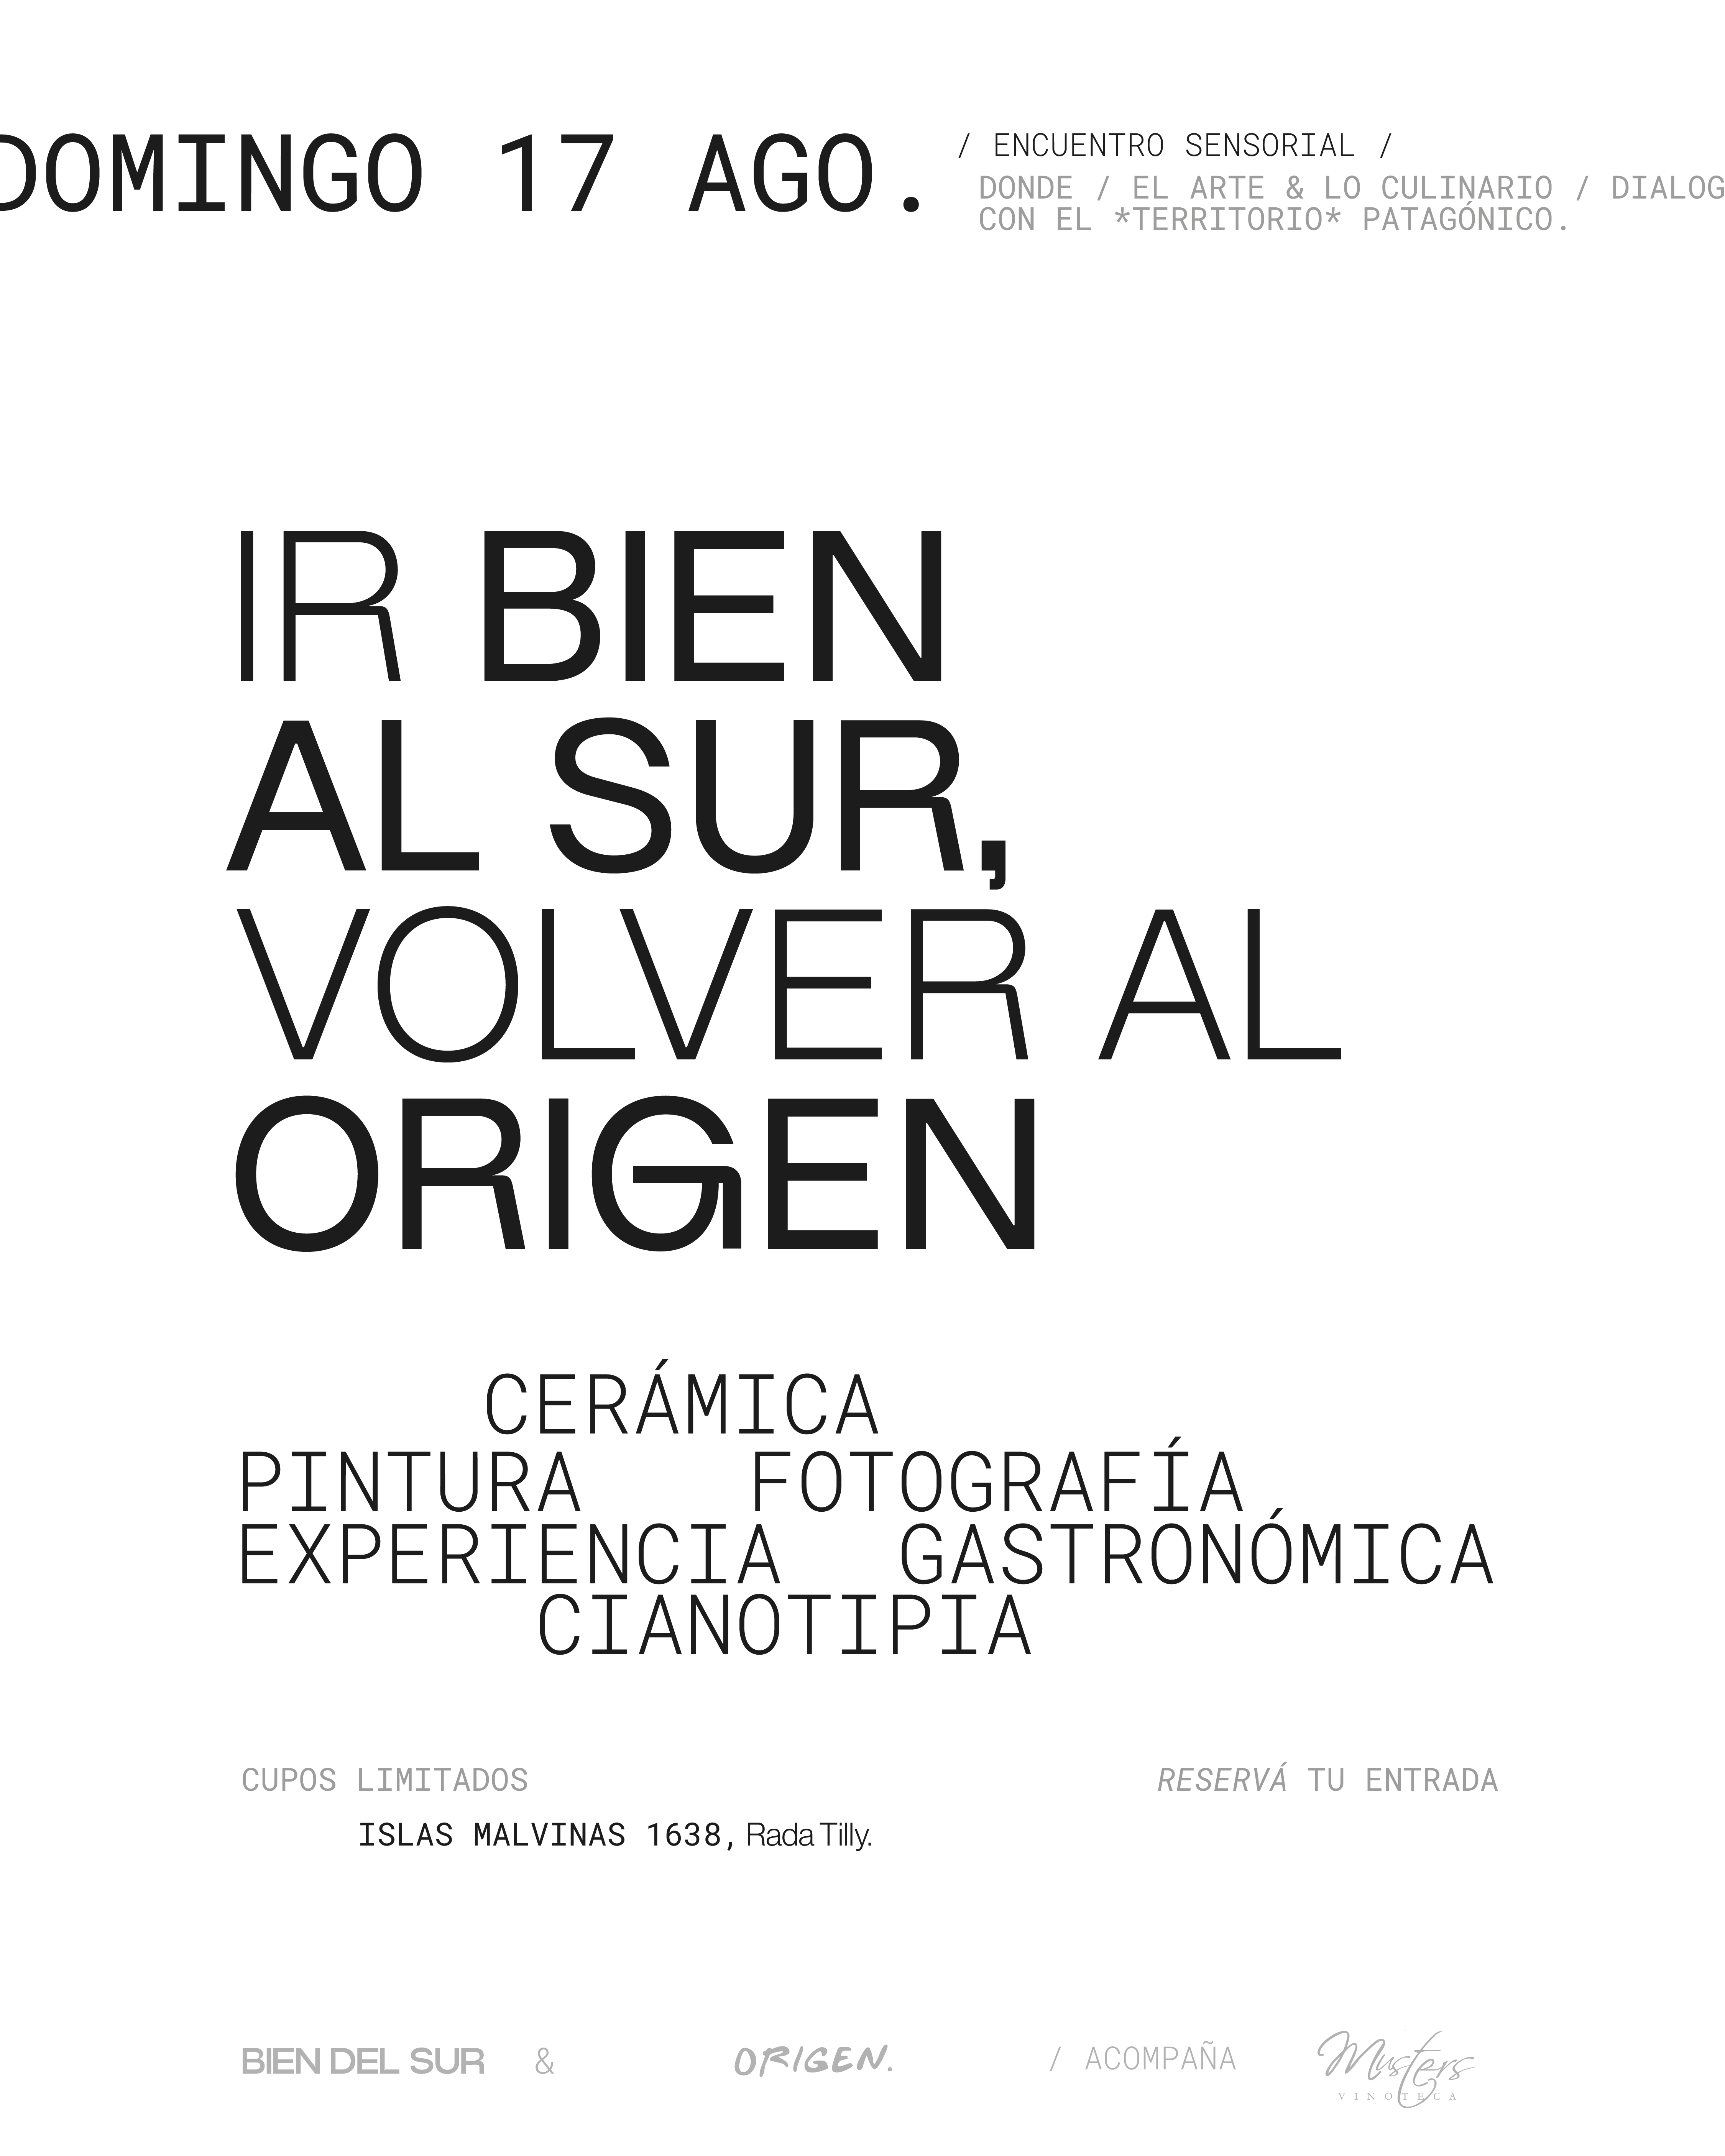 DOMINGO 17 AGO.
/ ENCUENTRO SENSORIAL /
DONDE / EL ARTE & LO CULINARIO / DIALOG
CON EL *TERRITORIO* PATAGÓNICO.
IR BIEN
AL SUR,
VOLVER AL
ORIGEN
CERÁMICA
PINTURA FOTOGRAFÍA
EXPERIENCIA GASTRONÓMICA
CIANOTIPIA
CUPOS LIMITADOS RESERVÁ TU ENTRADA
ISLAS MALVINAS 1638, Rada Tilly.
BIEN DEL SUR & ORIGEN. / ACOMPAÑA Musters
VINOTECA